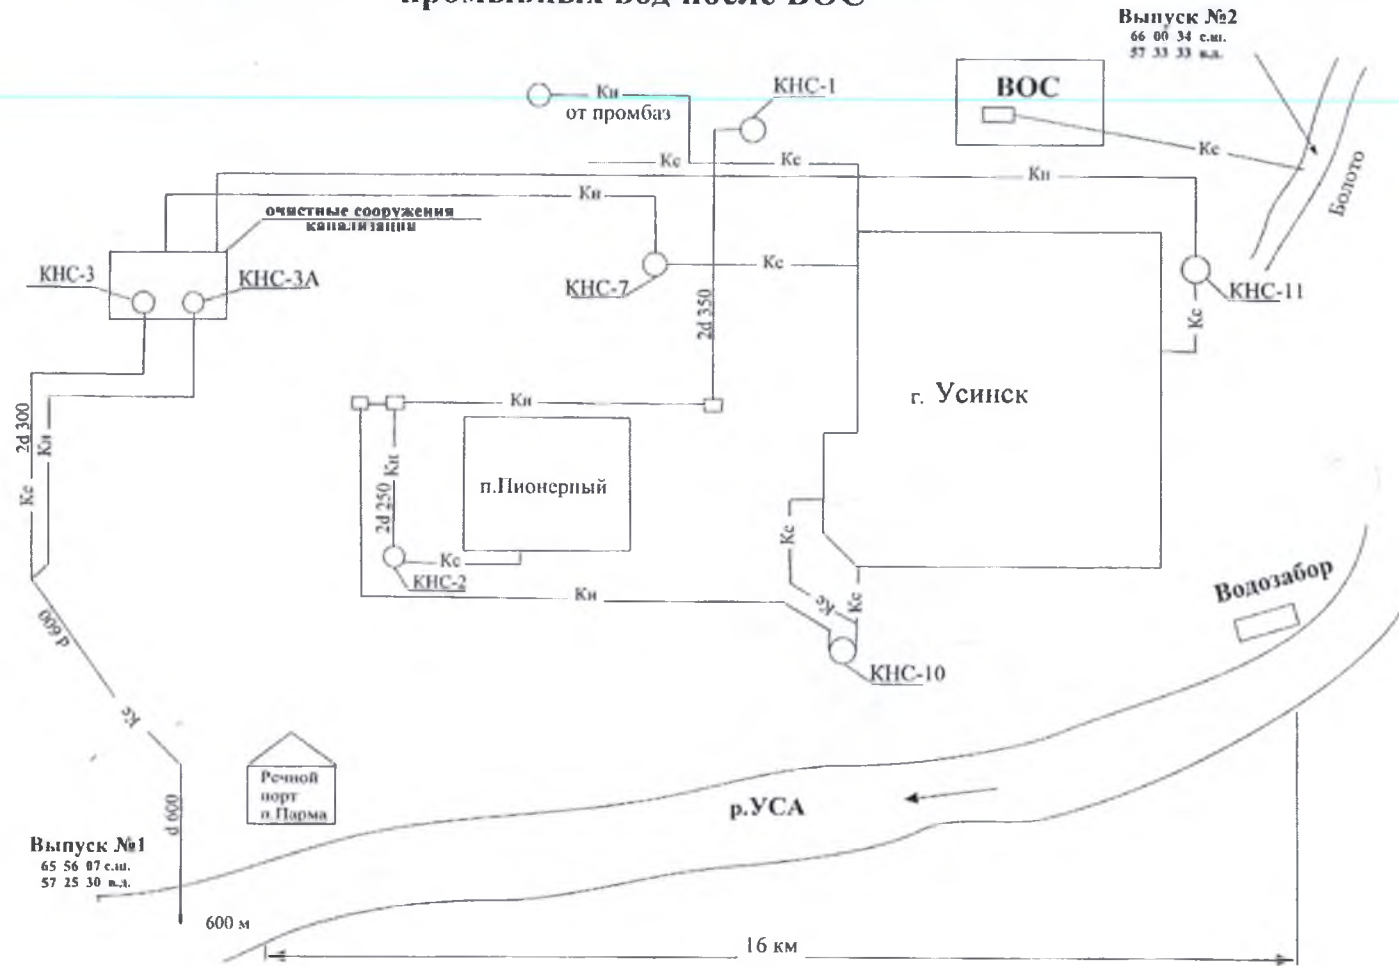 промывных вод после ВОС
Выпуск №2
66 00 34 с.ш.
57 33 33 в.д.
Кн
от промбаз
КНС-1
ВОС
Кс
Кс
Кс
Кн
Болото
Кн
очистные сооружения
канализации
КНС-3
КНС-3А
КНС-7
Кс
КНС-11
Кс
2d 350
г. Усинск
Кн
2d 300
Кн
Кн
п.Пионерный
Кс
2d 250
Кс
Кс
КНС-2
Кн
Кс
Кс
Водозабор
КНС-10
d 600
Кс
Речной
порт
п.Парма
р.УСА
d 600
Выпуск №1
65 56 07 с.ш.
57 25 30 в.д.
600 м
16 км